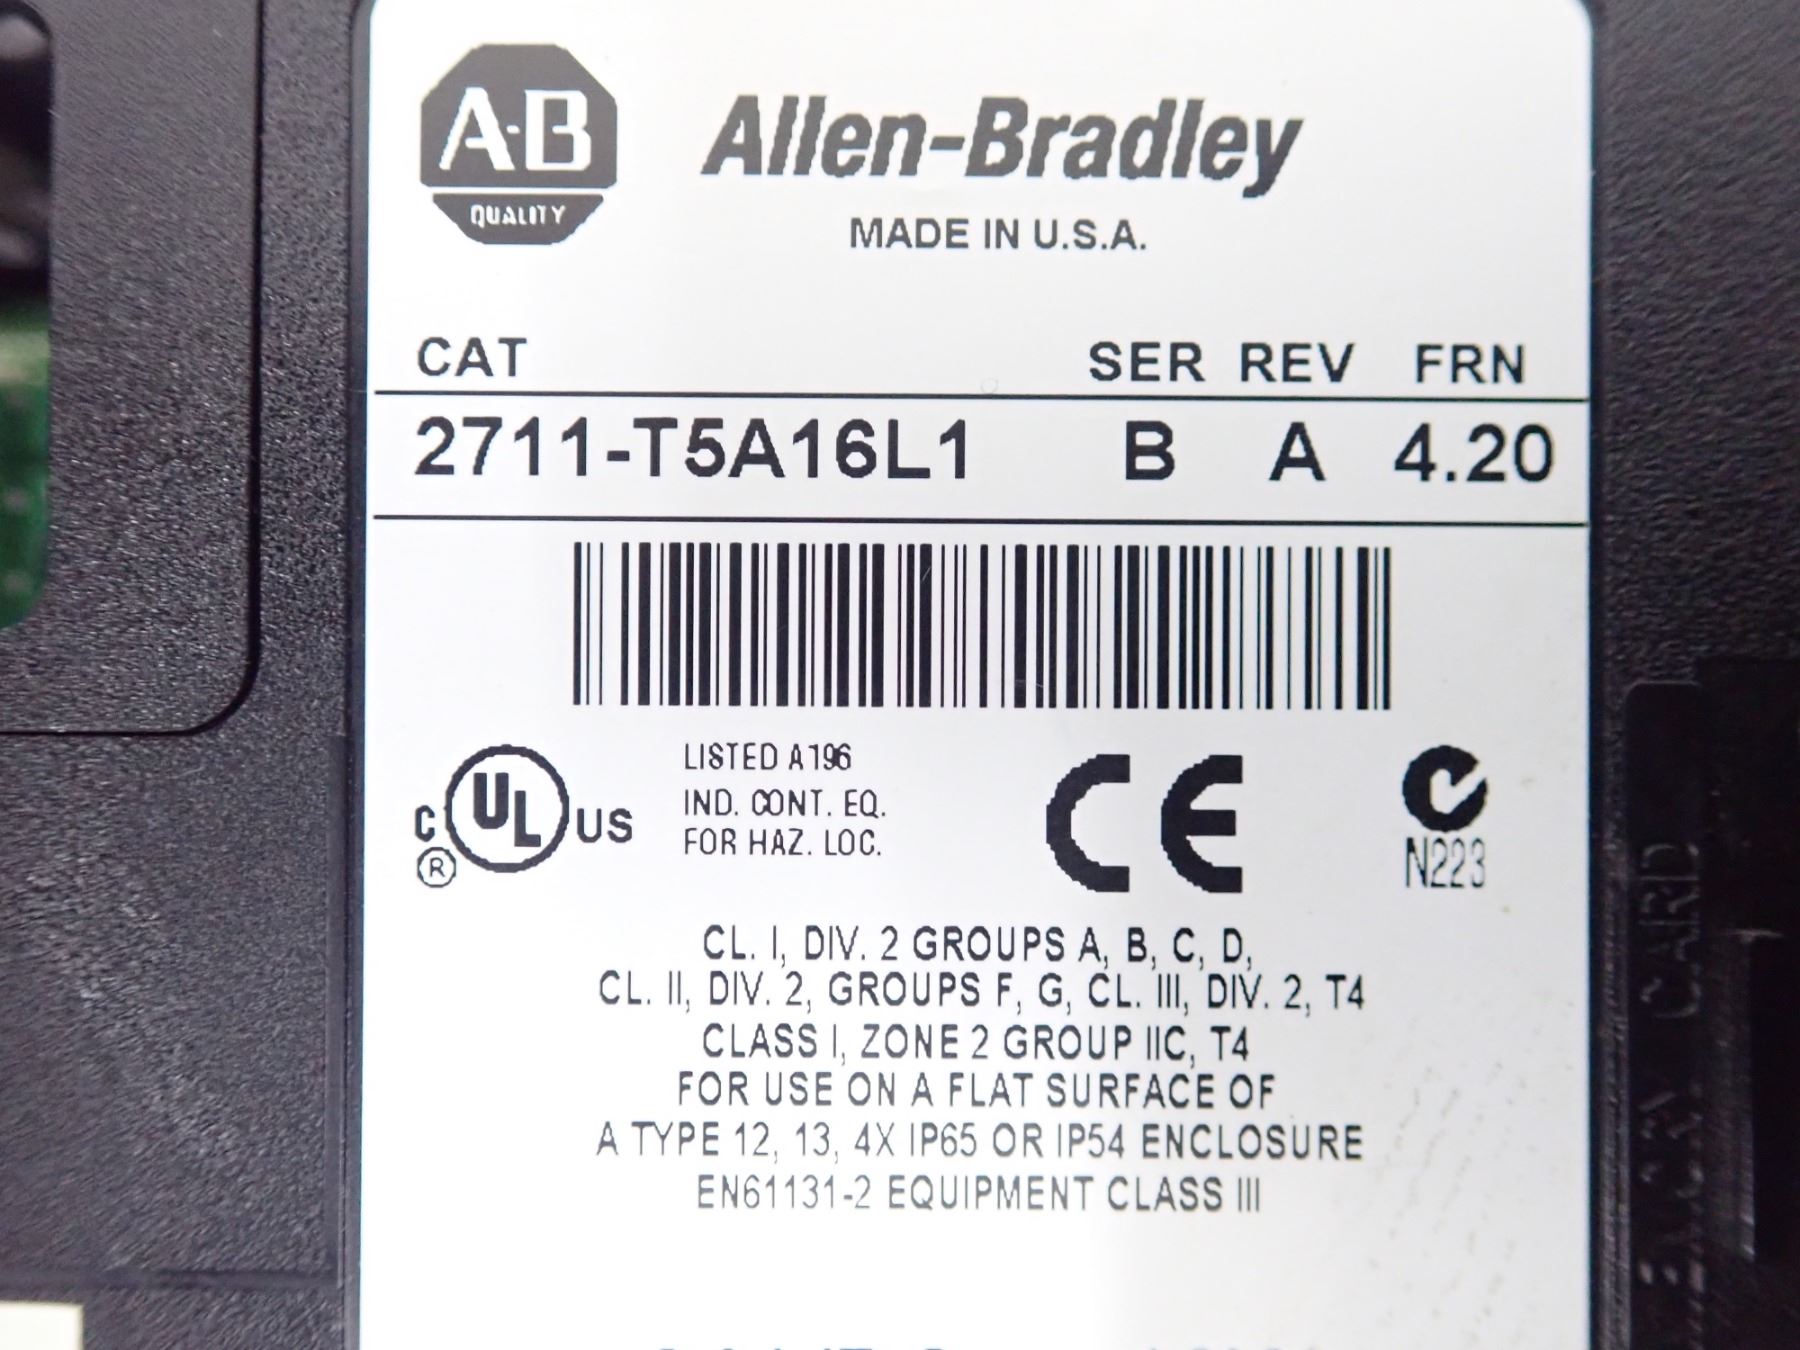 A-B
QUALITY
Allen-Bradley
MADE IN U.S.A.
CAT SER REV FRN
2711-T5A16L1 B A 4.20
C UL US
®
LISTED A196
IND. CONT. EQ.
FOR HAZ. LOC.
CE
N223
CL. I, DIV. 2 GROUPS A, B, C, D,
CL. II, DIV. 2, GROUPS F, G, CL. III, DIV. 2, T4
CLASS I, ZONE 2 GROUP IIC, T4
FOR USE ON A FLAT SURFACE OF
A TYPE 12, 13, 4X IP65 OR IP54 ENCLOSURE
EN61131-2 EQUIPMENT CLASS III
CARD